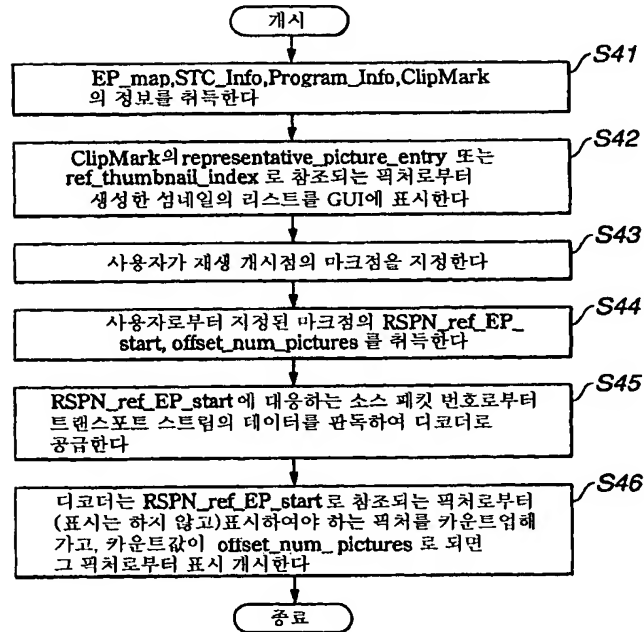 개시
S41
EP_map,STC_Info,Program_Info,ClipMark
의 정보를 취득한다
S42
ClipMark의 representative_picture_entry 또는
ref_thumbnail_index 로 참조되는 픽처로부터
생성한 섬네일의 리스트를 GUI에 표시한다
S43
사용자가 재생 개시점의 마크점을 지정한다
S44
사용자로부터 지정된 마크점의 RSPN_ref_EP_
start, offset_num_pictures 를 취득한다
S45
RSPN_ref_EP_start 에 대응하는 소스 패킷 번호로부터
트랜스포트 스트림의 데이터를 판독하여 디코더로
공급한다
S46
디코더는 RSPN_ref_EP_start 로 참조되는 픽처로부터
(표시는 하지 않고)표시하여야 하는 픽처를 카운트업해
가고, 카운트값이 offset_num_ pictures 로 되면
그 픽처로부터 표시 개시한다
종료